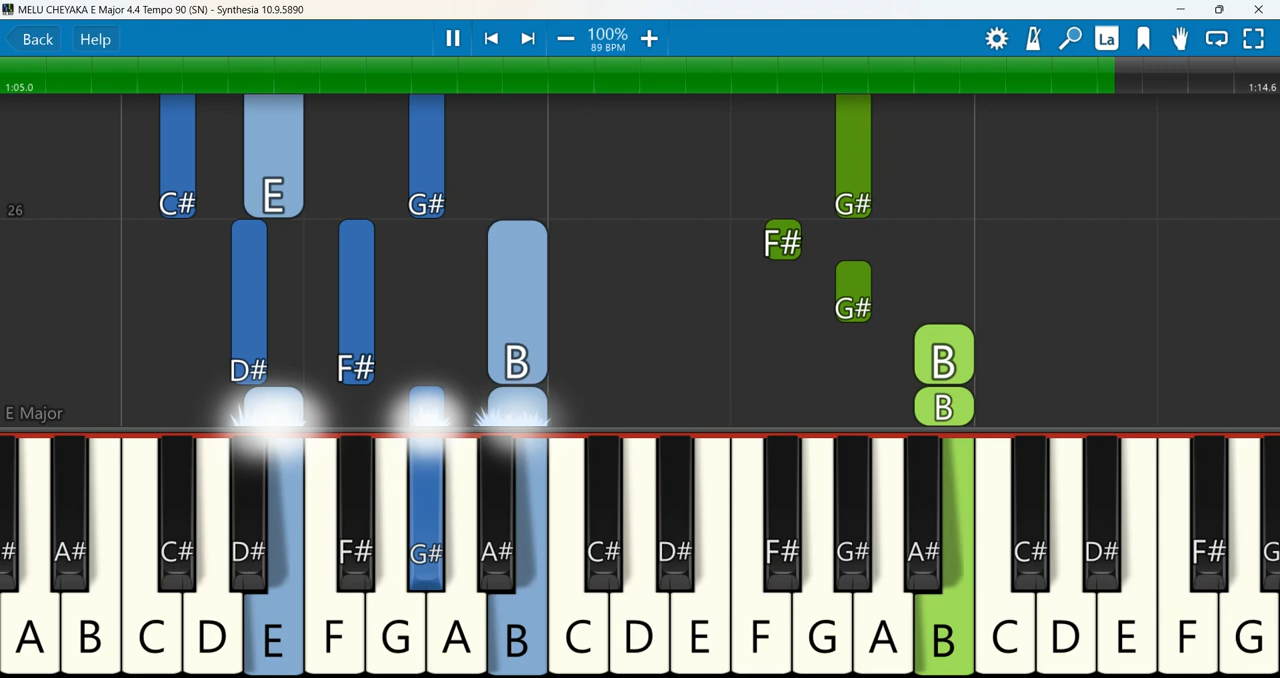 MELU CHEYAKA E Major 4.4 Tempo 90 (SN) - Synthesia 10.9.5890
Back Help 100% La
89 BPM
1:05.0 1:14.6
C# E G# G#
26
F#
G#
D# F# B B
E Major B
# A# C# D# F# G# A# C# D# F# G# A# C# D# F# G
A B C D E F G A B C D E F G A B C D E F G